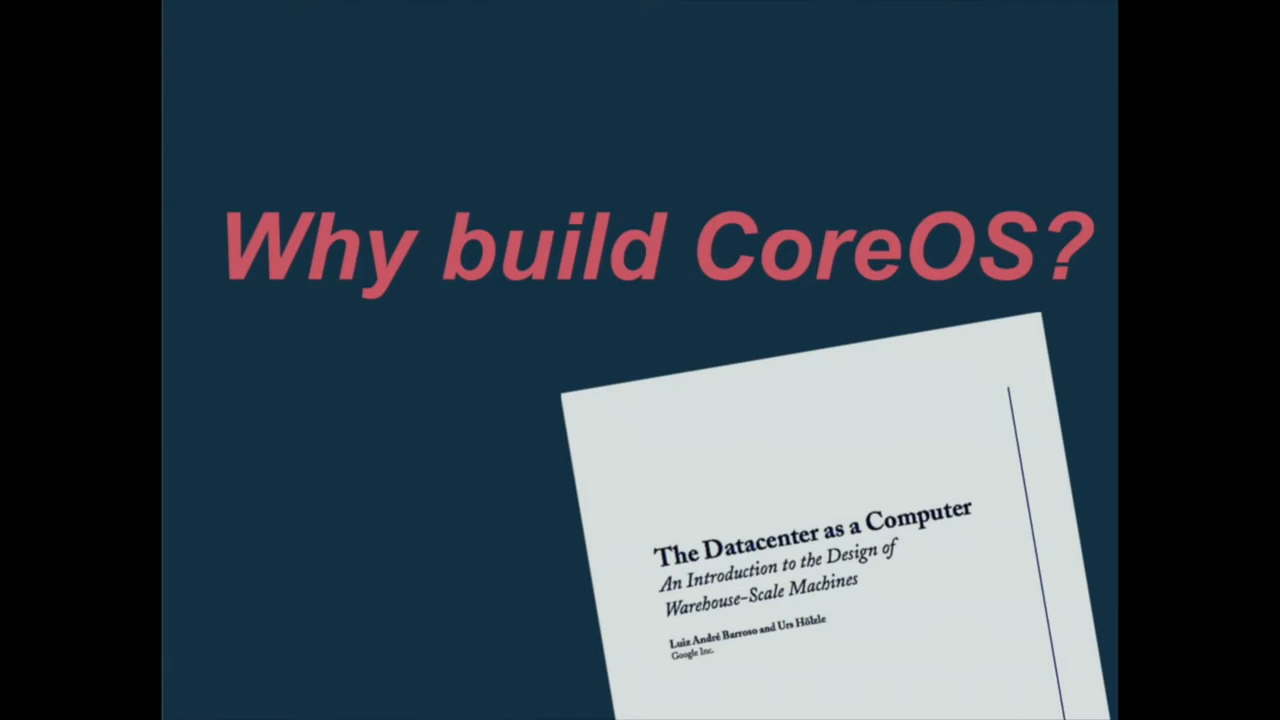 Why build CoreOS?
The Datacenter as a Computer
An Introduction to the Design of
Warehouse-Scale Machines
Luiz André Barroso and Urs Hölzle
Google Inc.